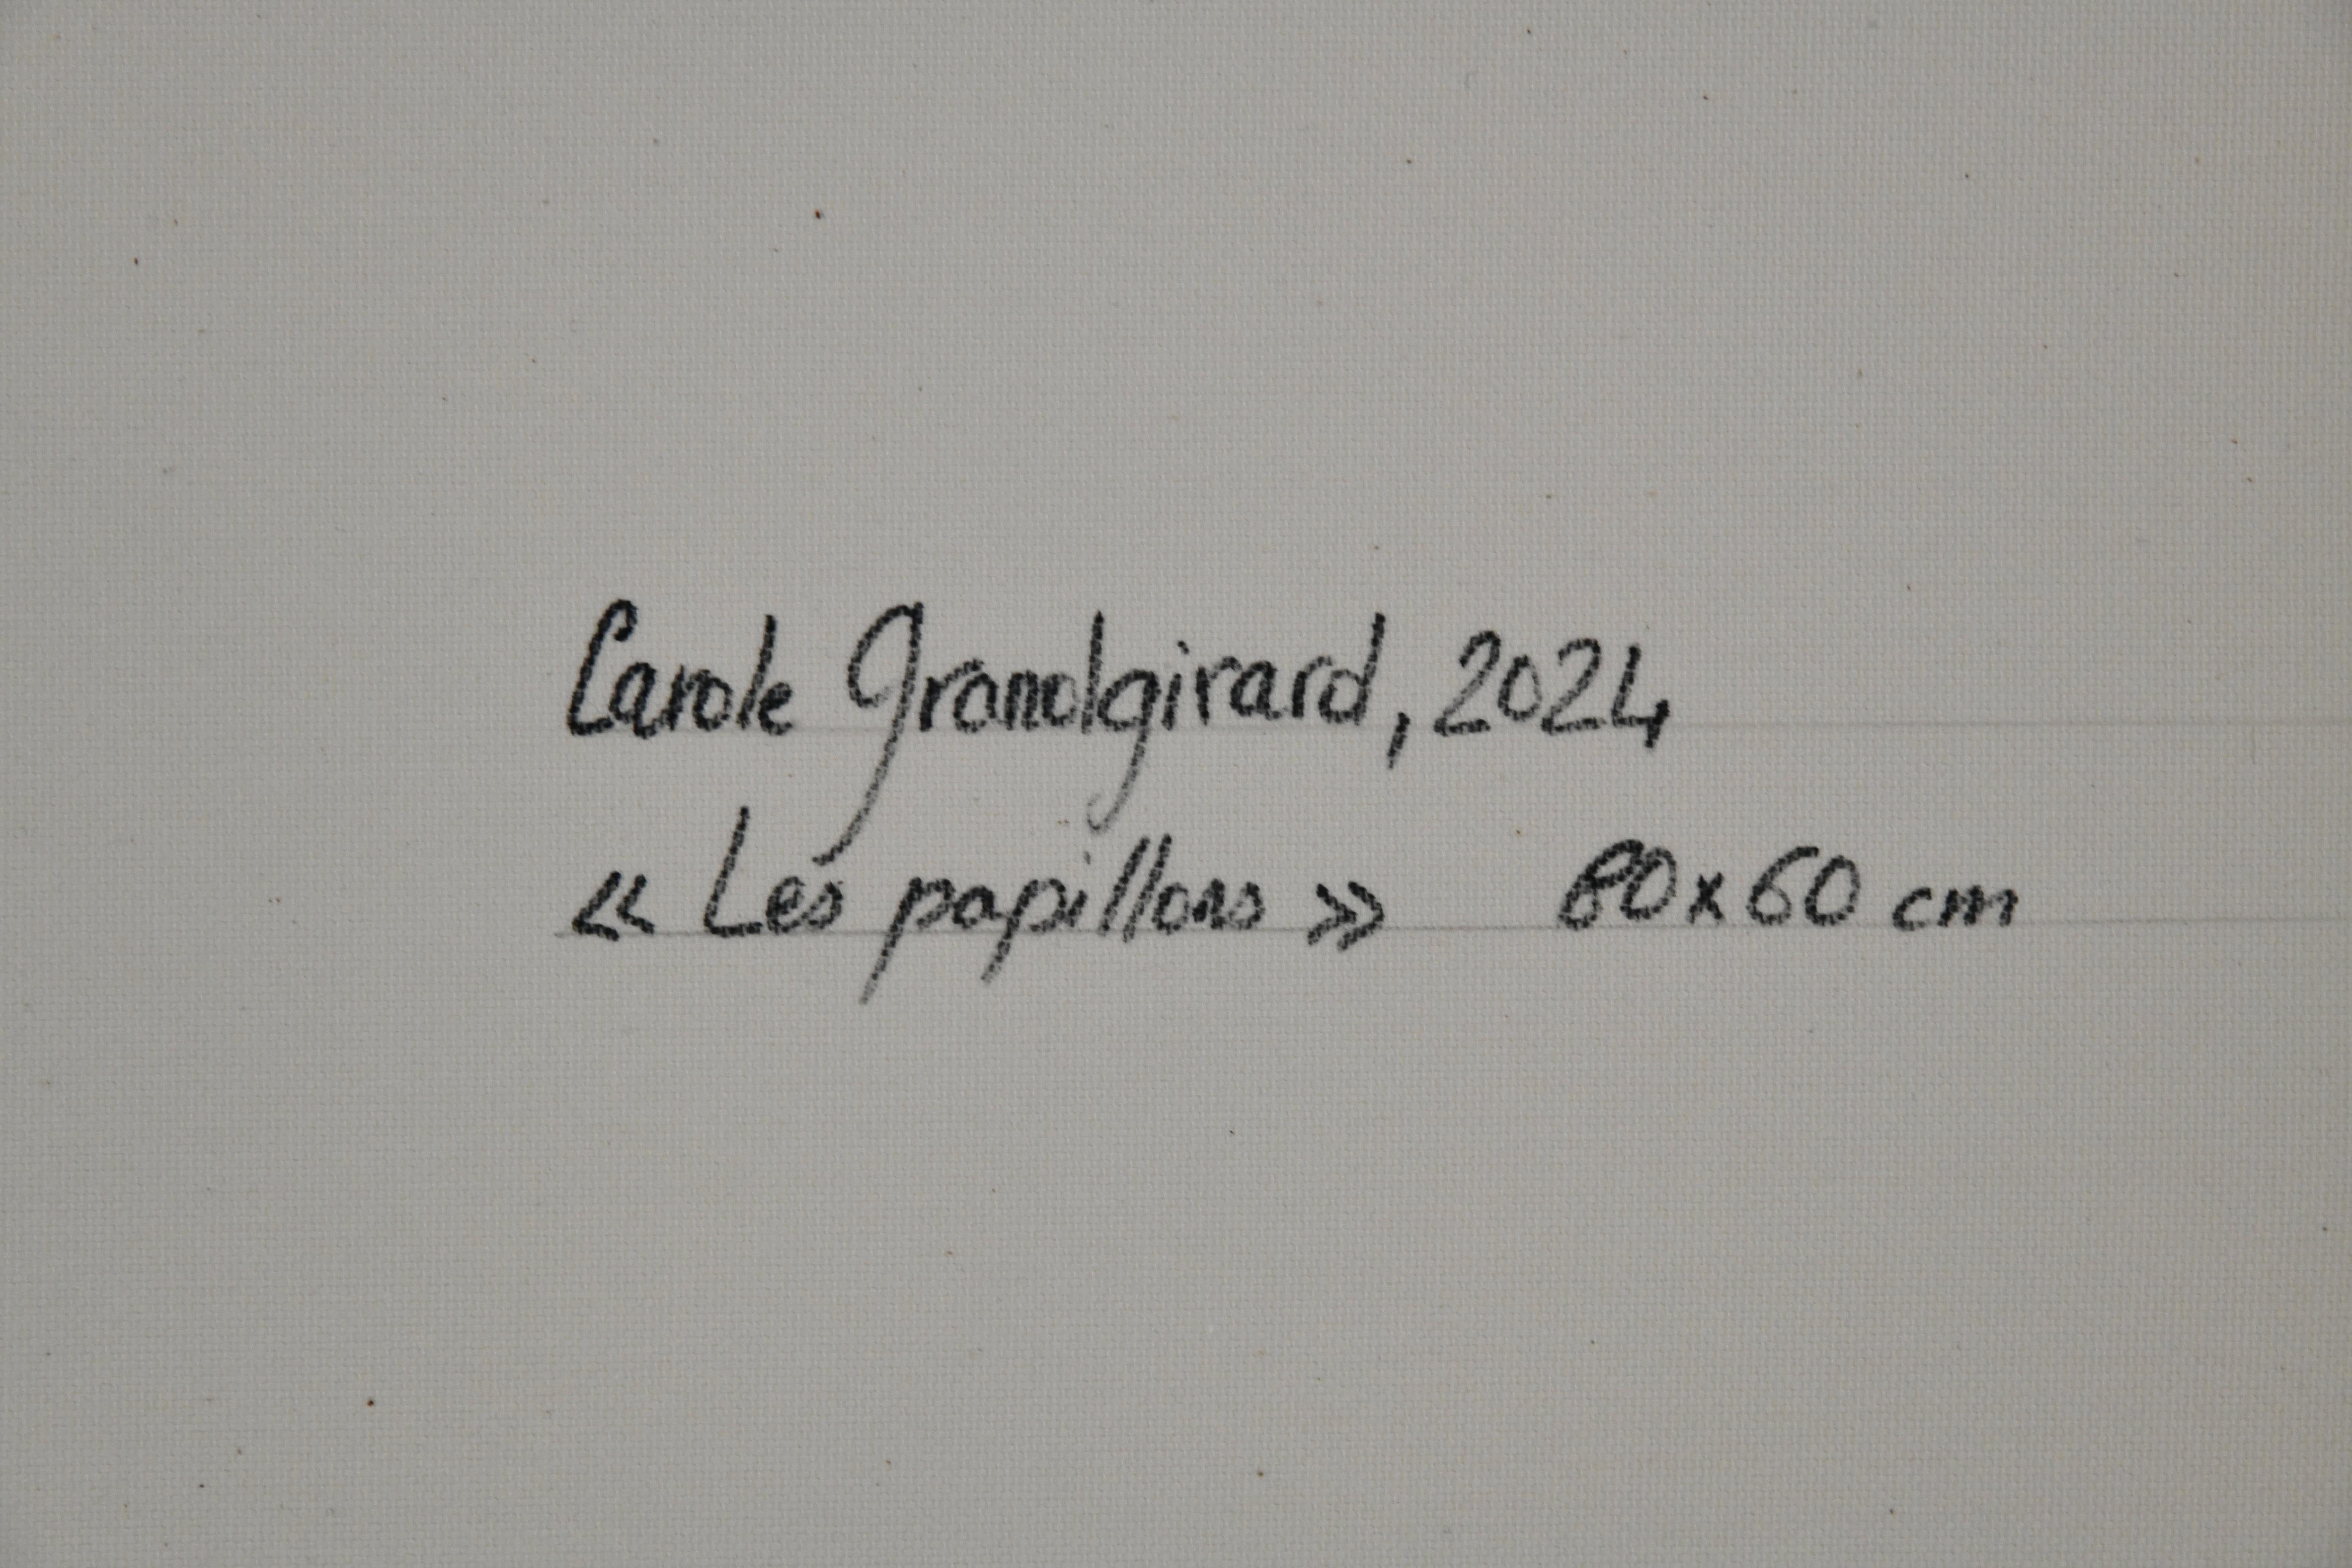 Carole Grandgirard, 2024
« Les papillons » 80x60 cm